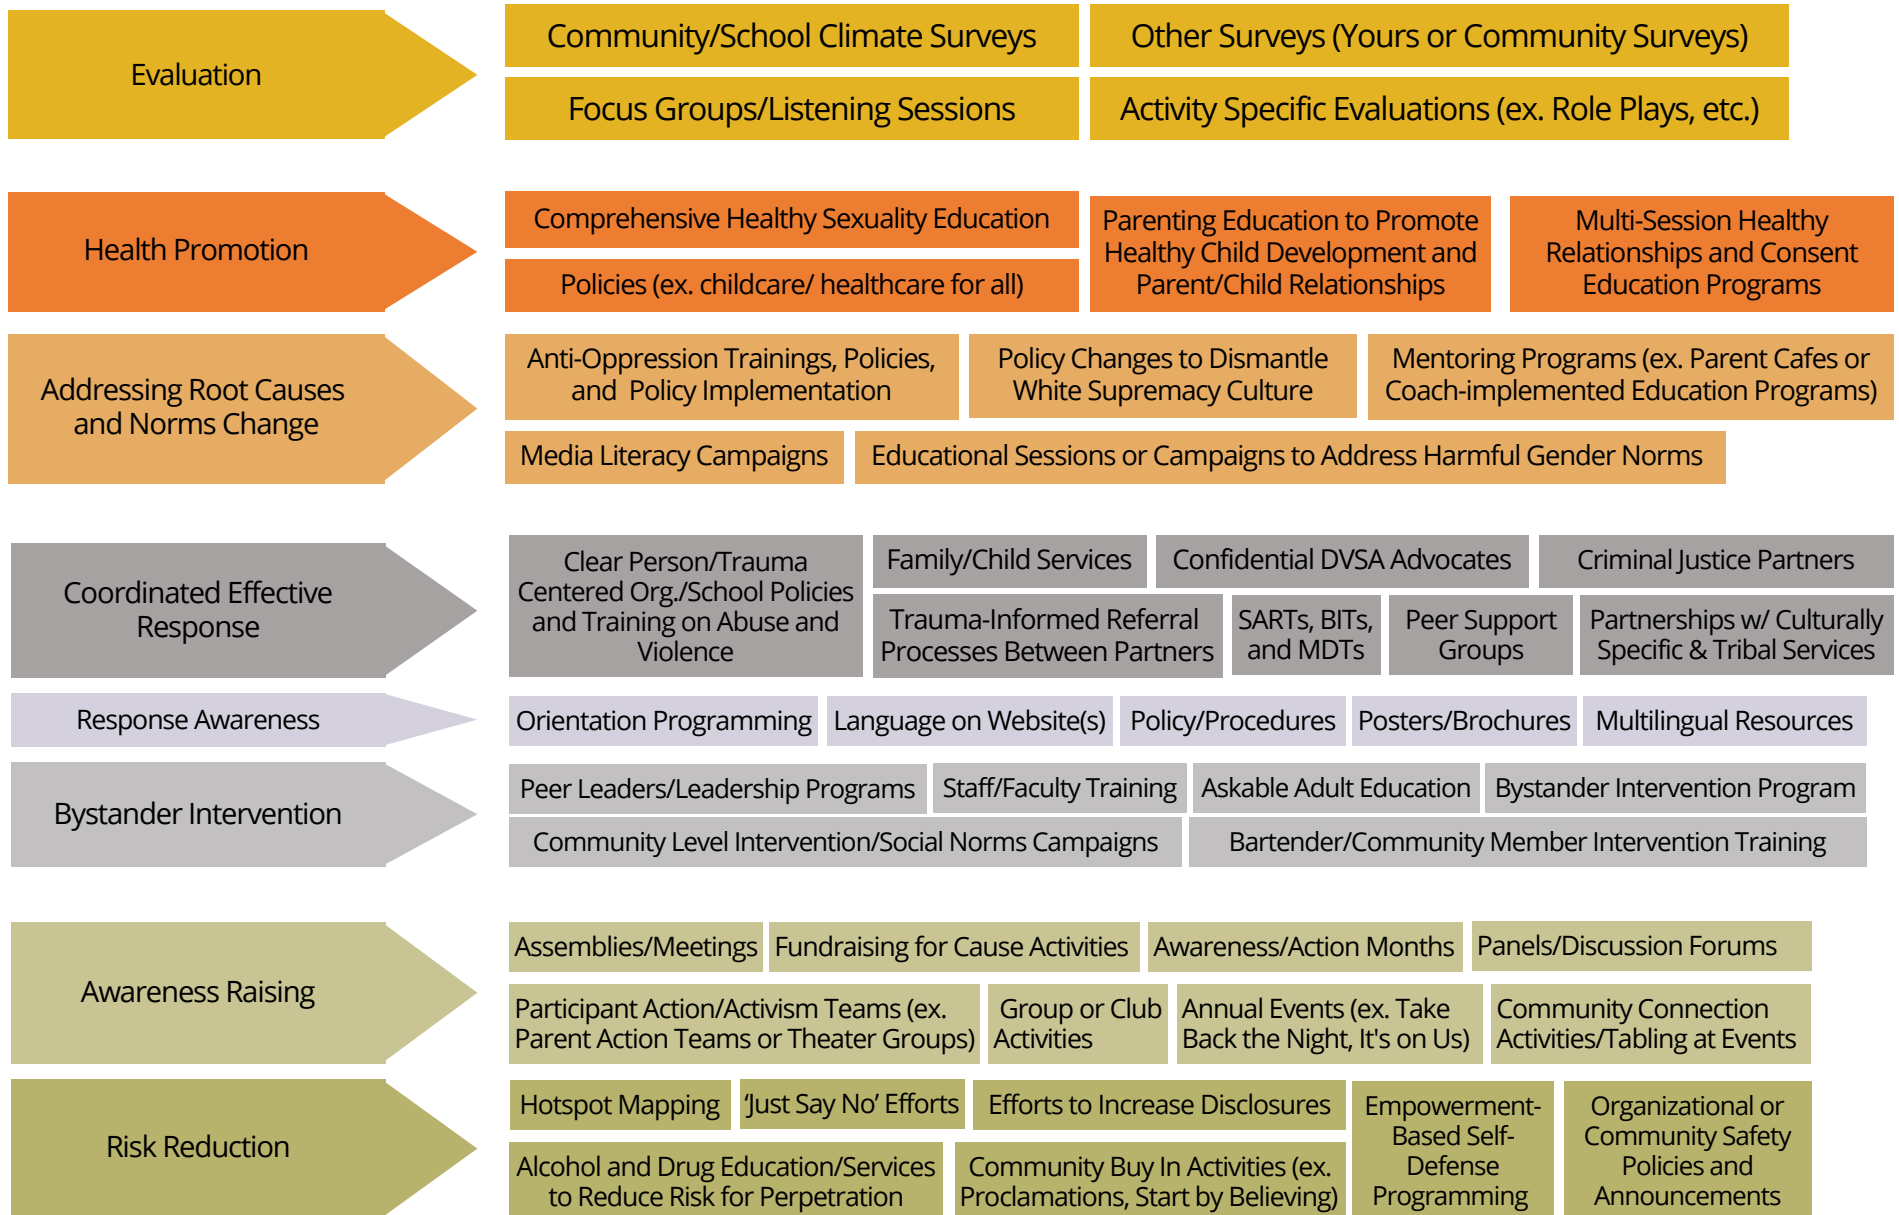 Evaluation
Community/School Climate Surveys
Other Surveys (Yours or Community Surveys)
Focus Groups/Listening Sessions
Activity Specific Evaluations (ex. Role Plays, etc.)
Health Promotion
Comprehensive Healthy Sexuality Education
Policies (ex. childcare/ healthcare for all)
Parenting Education to Promote
Healthy Child Development and
Parent/Child Relationships
Multi-Session Healthy
Relationships and Consent
Education Programs
Addressing Root Causes
and Norms Change
Anti-Oppression Trainings, Policies,
and Policy Implementation
Policy Changes to Dismantle
White Supremacy Culture
Mentoring Programs (ex. Parent Cafes or
Coach-implemented Education Programs)
Media Literacy Campaigns
Educational Sessions or Campaigns to Address Harmful Gender Norms
Coordinated Effective
Response
Clear Person/Trauma
Centered Org./School Policies
and Training on Abuse and
Violence
Family/Child Services
Confidential DVSA Advocates
Criminal Justice Partners
Trauma-Informed Referral
Processes Between Partners
SARTs, BITs,
and MDTs
Peer Support
Groups
Partnerships w/ Culturally
Specific & Tribal Services
Response Awareness
Orientation Programming
Language on Website(s)
Policy/Procedures
Posters/Brochures
Multilingual Resources
Bystander Intervention
Peer Leaders/Leadership Programs
Staff/Faculty Training
Askable Adult Education
Bystander Intervention Program
Community Level Intervention/Social Norms Campaigns
Bartender/Community Member Intervention Training
Awareness Raising
Assemblies/Meetings
Fundraising for Cause Activities
Awareness/Action Months
Panels/Discussion Forums
Participant Action/Activism Teams (ex.
Parent Action Teams or Theater Groups)
Group or Club
Activities
Annual Events (ex. Take
Back the Night, It's on Us)
Community Connection
Activities/Tabling at Events
Risk Reduction
Hotspot Mapping
‘Just Say No’ Efforts
Efforts to Increase Disclosures
Alcohol and Drug Education/Services
to Reduce Risk for Perpetration
Community Buy In Activities (ex.
Proclamations, Start by Believing)
Empowerment-
Based Self-
Defense
Programming
Organizational or
Community Safety
Policies and
Announcements